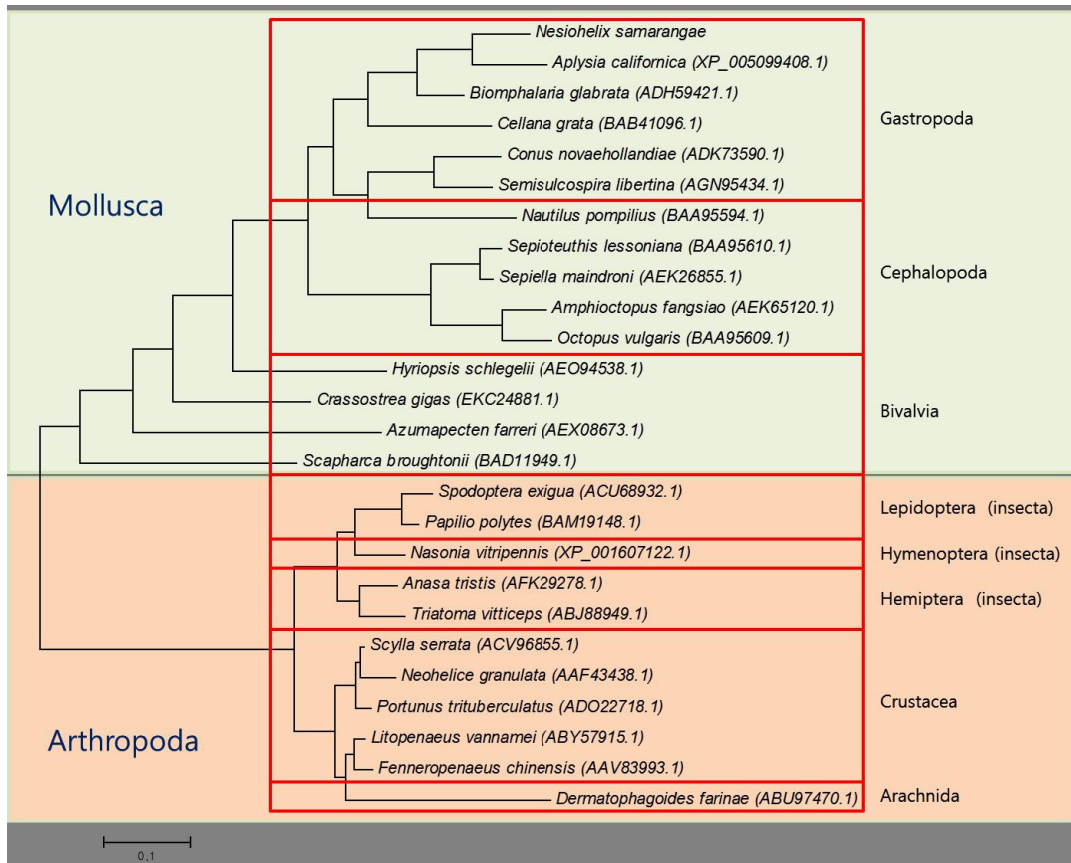 Nesiohelix samarangae
Aplysia californica (XP_005099408.1)
Biomphalaria glabrata (ADH59421.1)
Cellana grata (BAB41096.1)
Gastropoda
Conus novaehollandiae (ADK73590.1)
Semisulcospira libertina (AGN95434.1)
Mollusca
Nautilus pompilius (BAA95594.1)
Sepioteuthis lessoniana (BAA95610.1)
Sepiella maindroni (AEK26855.1)
Cephalopoda
Amphioctopus fangsiao (AEK65120.1)
Octopus vulgaris (BAA95609.1)
Hyriopsis schlegelii (AEO94538.1)
Crassostrea gigas (EKC24881.1)
Bivalvia
Azumapecten farreri (AEX08673.1)
Scapharca broughtonii (BAD11949.1)
Spodoptera exigua (ACU68932.1)
Lepidoptera (insecta)
Papilio polytes (BAM19148.1)
Nasonia vitripennis (XP_001607122.1)
Hymenoptera (insecta)
Anasa tristis (AFK29278.1)
Hemiptera (insecta)
Triatoma vitticeps (ABJ88949.1)
Scylla serrata (ACV96855.1)
Neohelice granulata (AAF43438.1)
Crustacea
Portunus trituberculatus (ADO22718.1)
Arthropoda
Litopenaeus vannamei (ABY57915.1)
Fenneropenaeus chinensis (AAV83993.1)
Dermatophagoides farinae (ABU97470.1)
Arachnida
0.1